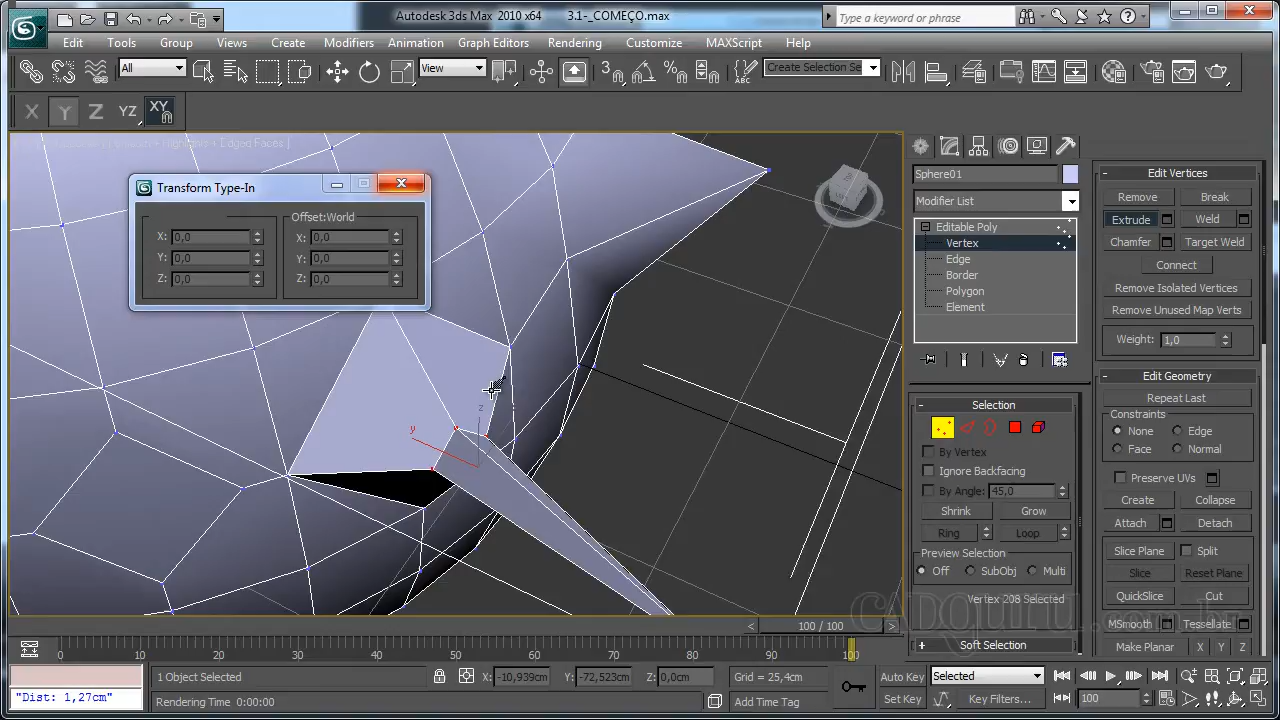 Autodesk 3ds Max 2010 x64 3.1-_COMEÇO.max
Type a keyword or phrase
Edit Tools Group Views Create Modifiers Animation Graph Editors Rendering Customize MAXScript Help
All View Create Selection Se
X Y Z YZ XY
Edged Faces ]
Transform Type-In
Offset:World
X: 0,0 X: 0,0
Y: 0,0 Y: 0,0
Z: 0,0 Z: 0,0
z
y
Sphere01
Modifier List
Editable Poly
Vertex
Edge
Border
Polygon
Element
Selection
By Vertex
Ignore Backfacing
By Angle: 45,0
Shrink Grow
Ring Loop
Preview Selection
Off SubObj Multi
Vertex 208 Selected
Soft Selection
Edit Vertices
Remove Break
Extrude Weld
Chamfer Target Weld
Connect
Remove Isolated Vertices
Remove Unused Map Verts
Weight: 1,0
Edit Geometry
Repeat Last
Constraints
None Edge
Face Normal
Preserve UVs
Create Collapse
Attach Detach
Slice Plane Split
Slice Reset Plane
QuickSlice Cut
MSmooth Tessellate
Make Planar X Y Z
CADGURU.com.br
100 / 100
0 10 20 30 40 50 60 70 80 90 100
1 Object Selected X: -10,939cm Y: -72,523cm Z: 0,0cm Grid = 25,4cm Auto Key Selected
"Dist: 1,27cm" Rendering Time 0:00:00 Add Time Tag Set Key Key Filters... 100